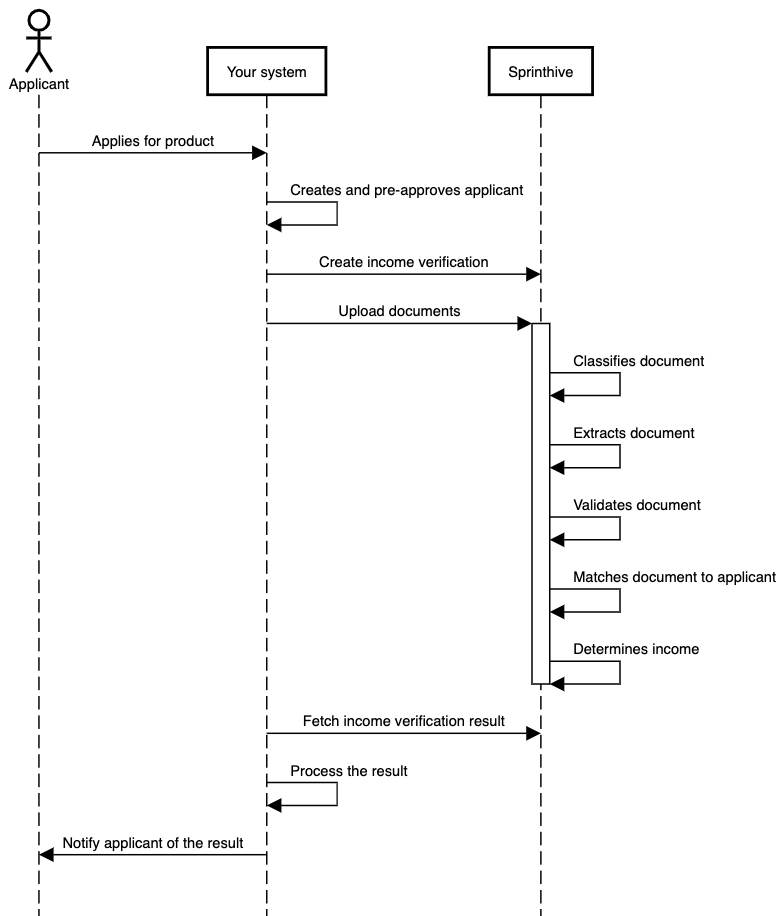 Applicant
Your system
Sprinthive
Applies for product
Creates and pre-approves applicant
Create income verification
Upload documents
Classifies document
Extracts document
Validates document
Matches document to applicant
Determines income
Fetch income verification result
Process the result
Notify applicant of the result